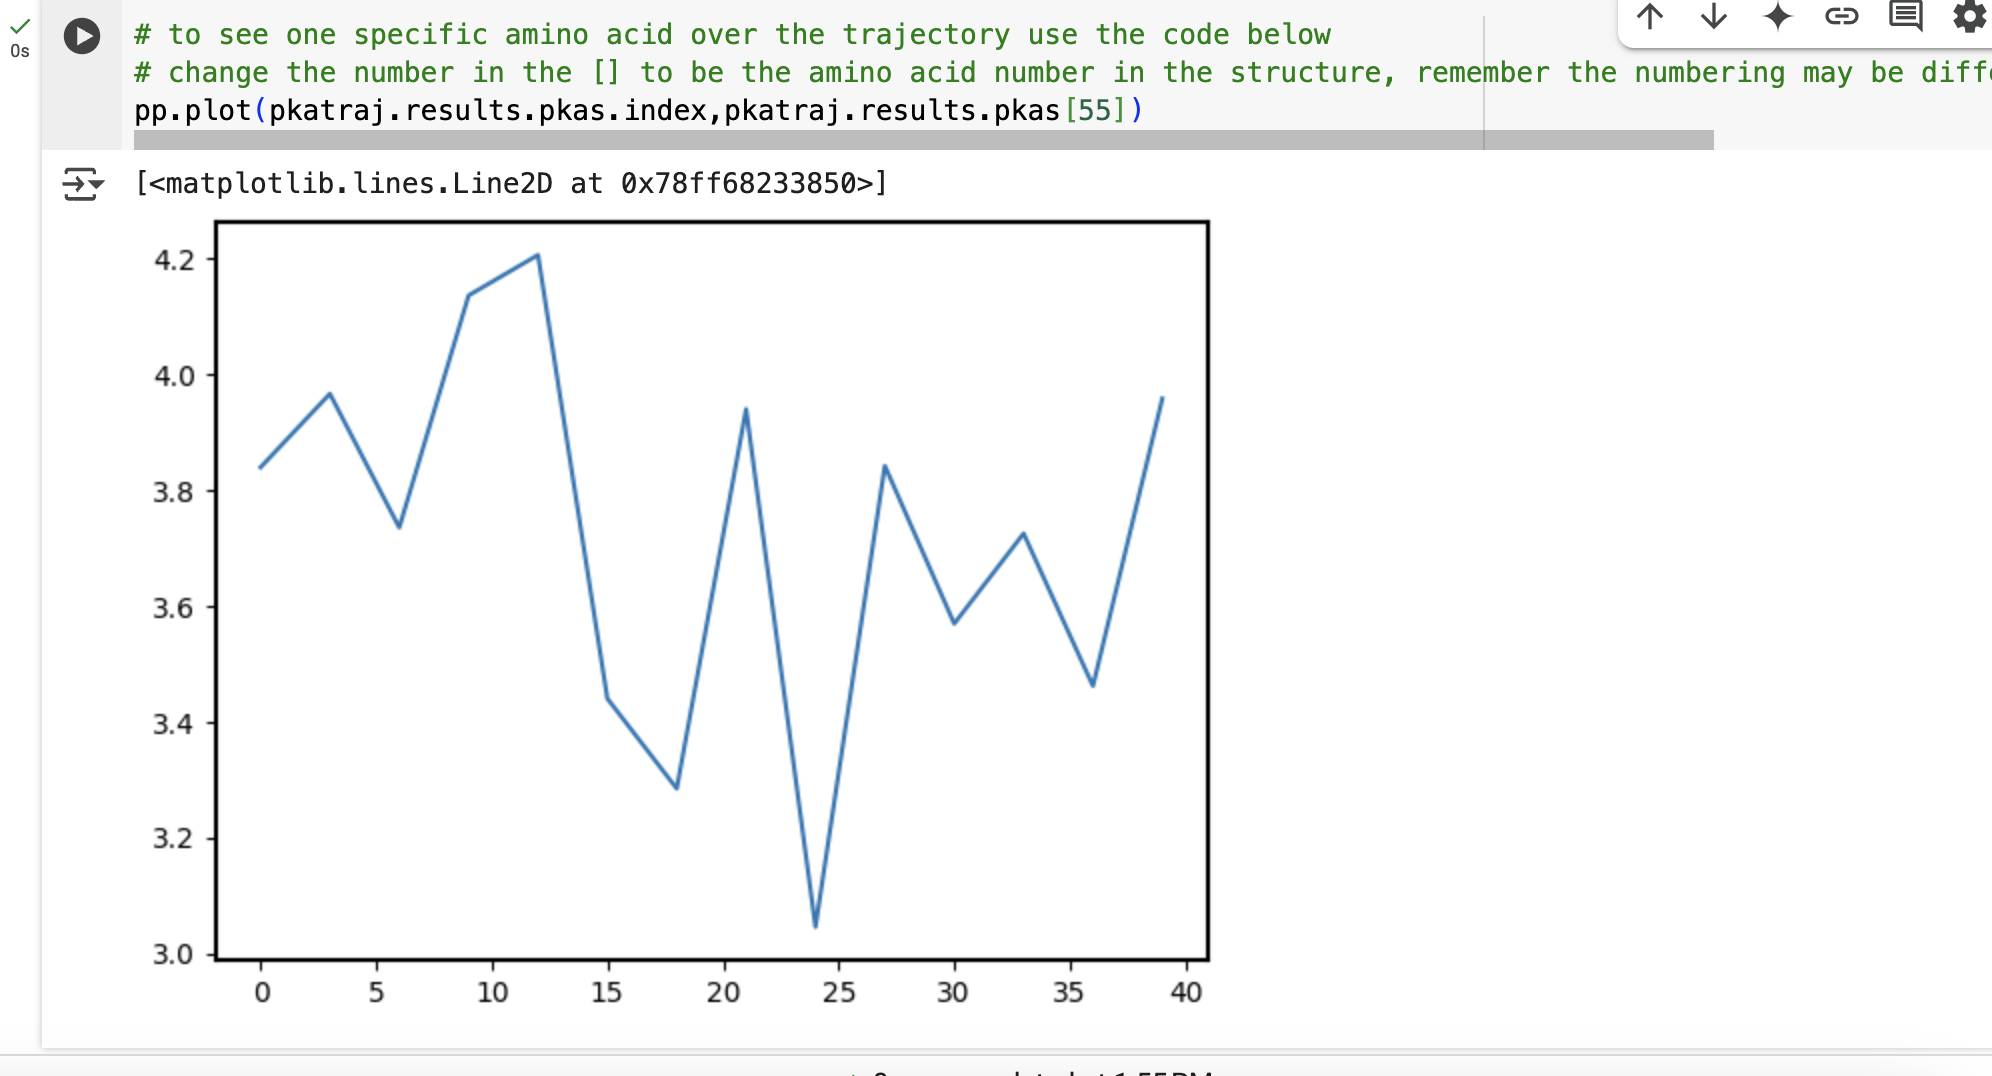 0s
# to see one specific amino acid over the trajectory use the code below
# change the number in the [] to be the amino acid number in the structure, remember the numbering may be
pp.plot(pkatraj.results.pkas.index,pkatraj.results.pkas[55])
[<matplotlib.lines.Line2D at 0x78ff68233850>]
4.2
4.0
3.8
3.6
3.4
3.2
3.0
0 5 10 15 20 25 30 35 40